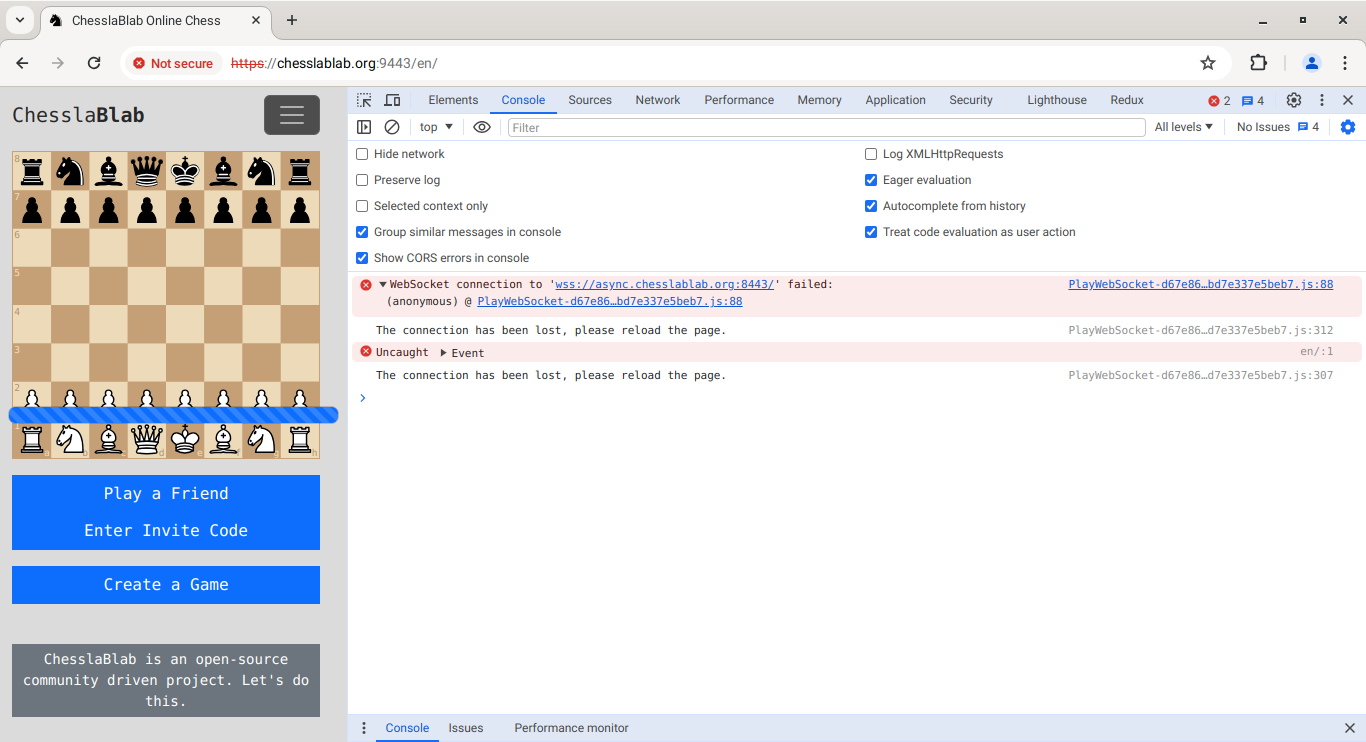 ChesslaBlab Online Chess
Not secure https://chesslablab.org:9443/en/
ChesslaBlab
8
7
6
5
4
3
2
1
a b d e g h
Play a Friend
Enter Invite Code
Create a Game
ChesslaBlab is an open-source
community driven project. Let's do
this.
Elements Console Sources Network Performance Memory Application Security Lighthouse Redux 2 4
top Filter All levels No Issues 4
Hide network
Preserve log
Selected context only
Group similar messages in console
Show CORS errors in console
Log XMLHttpRequests
Eager evaluation
Autocomplete from history
Treat code evaluation as user action
WebSocket connection to 'wss://async.chesslablab.org:8443/' failed: PlayWebSocket-d67e86…bd7e337e5beb7.js:88
(anonymous) @ PlayWebSocket-d67e86…bd7e337e5beb7.js:88
The connection has been lost, please reload the page. PlayWebSocket-d67e86…d7e337e5beb7.js:312
Uncaught Event en/:1
The connection has been lost, please reload the page. PlayWebSocket-d67e86…d7e337e5beb7.js:307
Console Issues Performance monitor